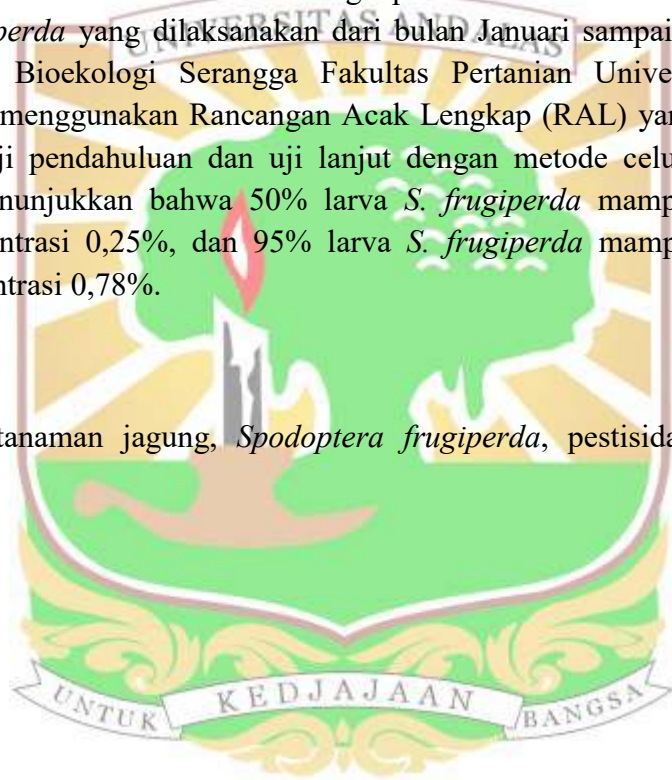 UNIVERSITAS ANDALAS
perda yang dilaksanakan dari bulan Januari sampai
Bioekologi Serangga Fakultas Pertanian Unive
menggunakan Rancangan Acak Lengkap (RAL) yan
ji pendahuluan dan uji lanjut dengan metode celu
nunjukkan bahwa 50% larva S. frugiperda mamp
ntrasi 0,25%, dan 95% larva S. frugiperda mamp
ntrasi 0,78%.
tanaman jagung, Spodoptera frugiperda, pestisida
UNTUK KEDJAJAAN BANGSA